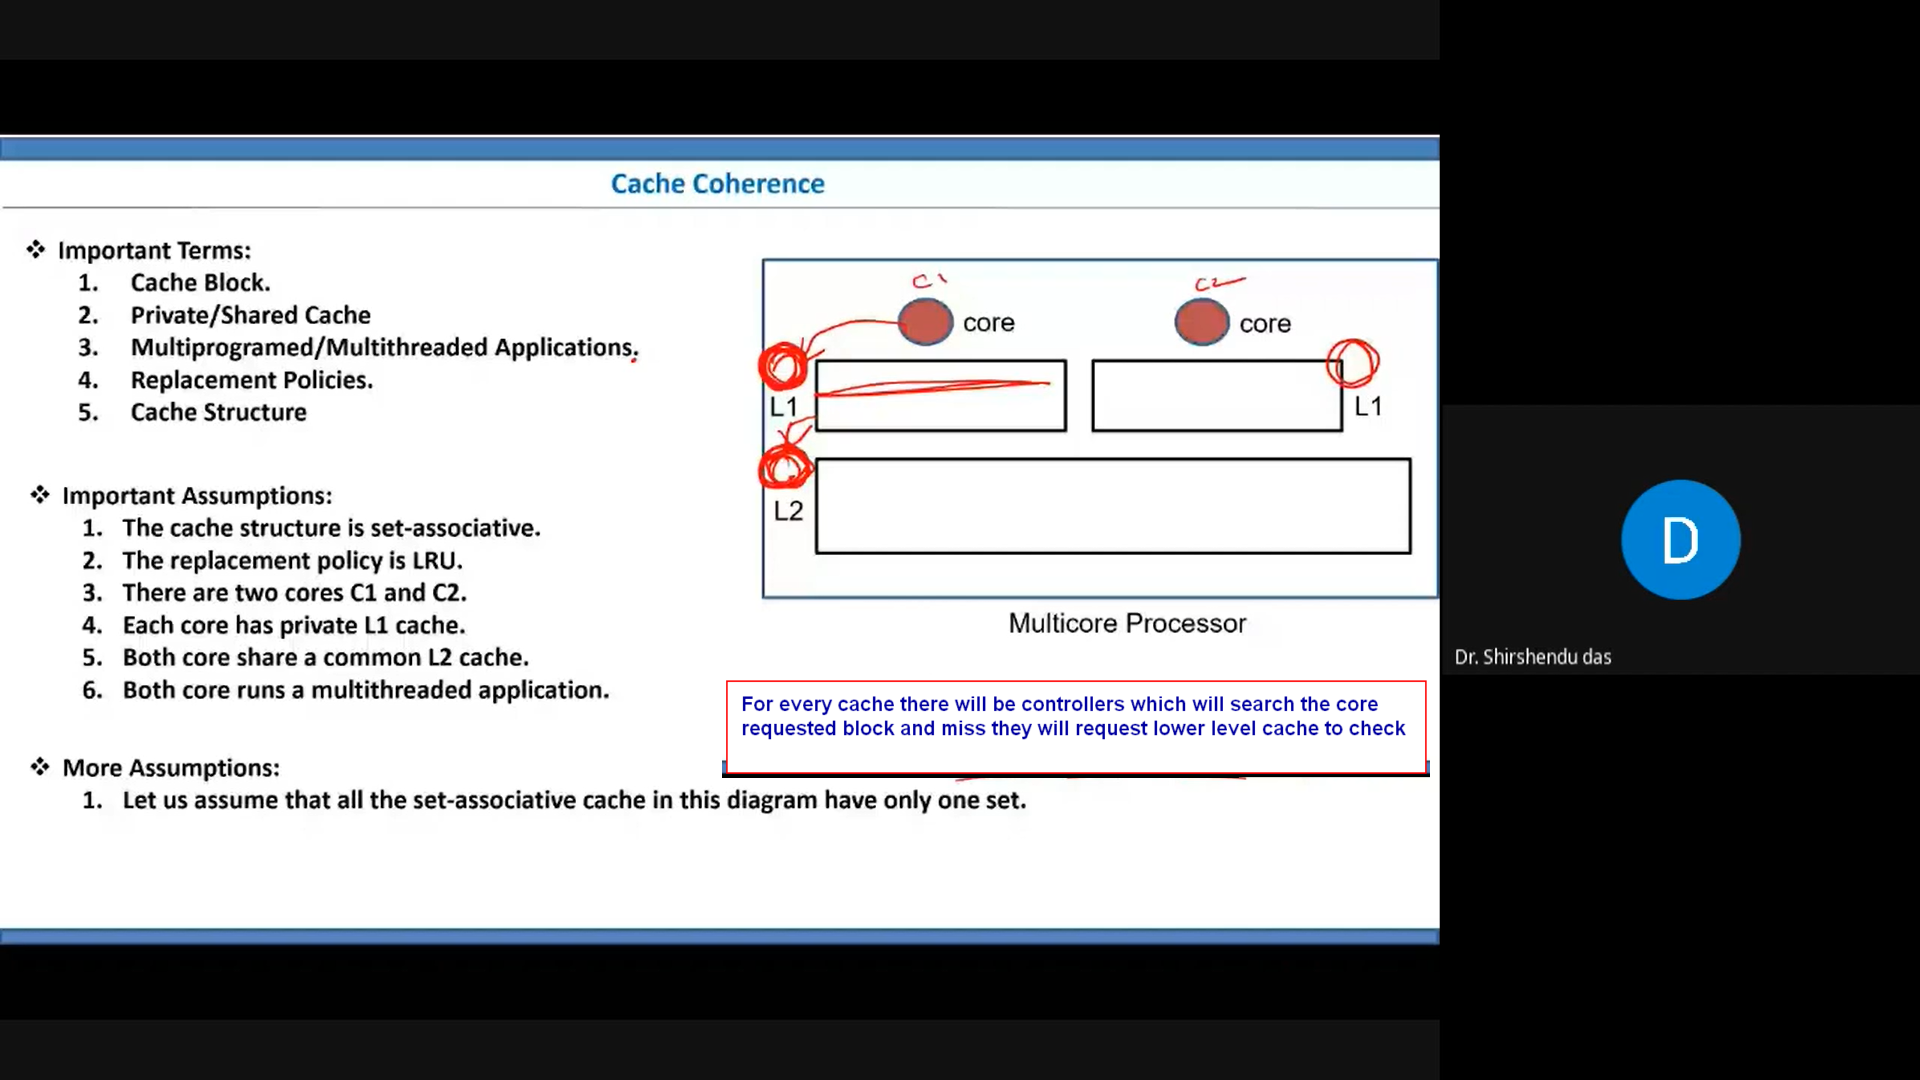 Cache Coherence
❖ Important Terms:
1. Cache Block.
2. Private/Shared Cache
3. Multiprogramed/Multithreaded Applications.
4. Replacement Policies.
5. Cache Structure
❖ Important Assumptions:
1. The cache structure is set-associative.
2. The replacement policy is LRU.
3. There are two cores C1 and C2.
4. Each core has private L1 cache.
5. Both core share a common L2 cache.
6. Both core runs a multithreaded application.
❖ More Assumptions:
1. Let us assume that all the set-associative cache in this diagram have only one set.
C1
C2
core
core
L1
L1
L2
Multicore Processor
For every cache there will be controllers which will search the core
requested block and miss they will request lower level cache to check
D
Dr. Shirshendu das